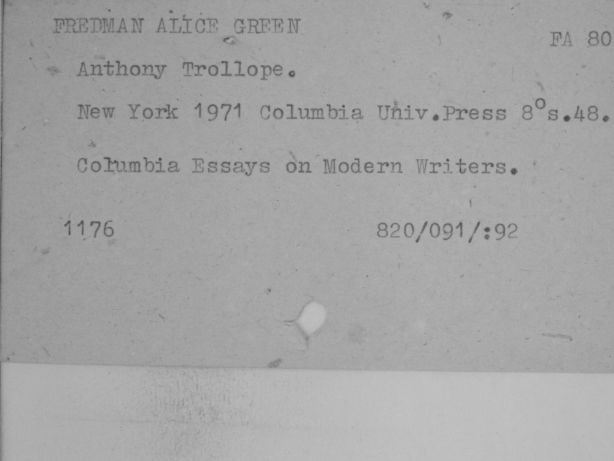 FREDMAN ALICE GREEN
FA 80
Anthony Trollope.
New York 1971 Columbia Univ.Press 8°s.48.
Columbia Essays on Modern Writers.
1176 820/091/:92